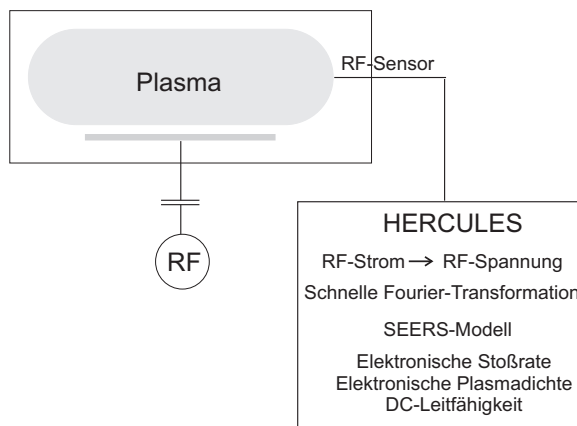 Plasma
RF-Sensor
RF
HERCULES
RF-Strom → RF-Spannung
Schnelle Fourier-Transformation
SEERS-Modell
Elektronische Stoßrate
Elektronische Plasmadichte
DC-Leitfähigkeit